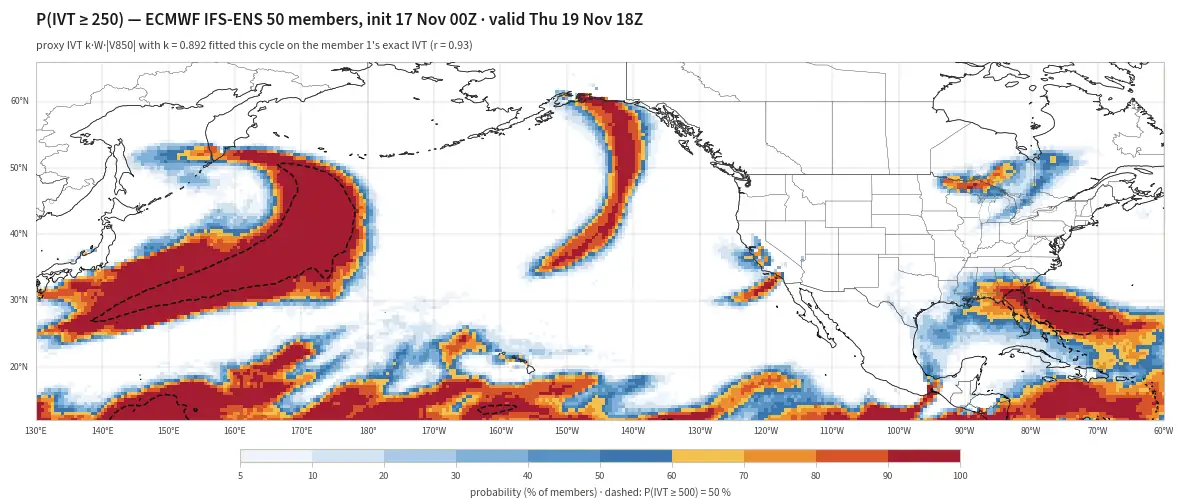 P(IVT ≥ 250) — ECMWF IFS-ENS 50 members, init 17 Nov 00Z · valid Thu 19 Nov 18Z
proxy IVT k·W·|V850| with k = 0.892 fitted this cycle on the member 1's exact IVT (r = 0.93)
60°N
50°N
40°N
30°N
20°N
130°E 140°E 150°E 160°E 170°E 180° 170°W 160°W 150°W 140°W 130°W 120°W 110°W 100°W 90°W 80°W 70°W 60°W
5 10 20 30 40 50 60 70 80 90 100
probability (% of members) · dashed: P(IVT ≥ 500) = 50 %